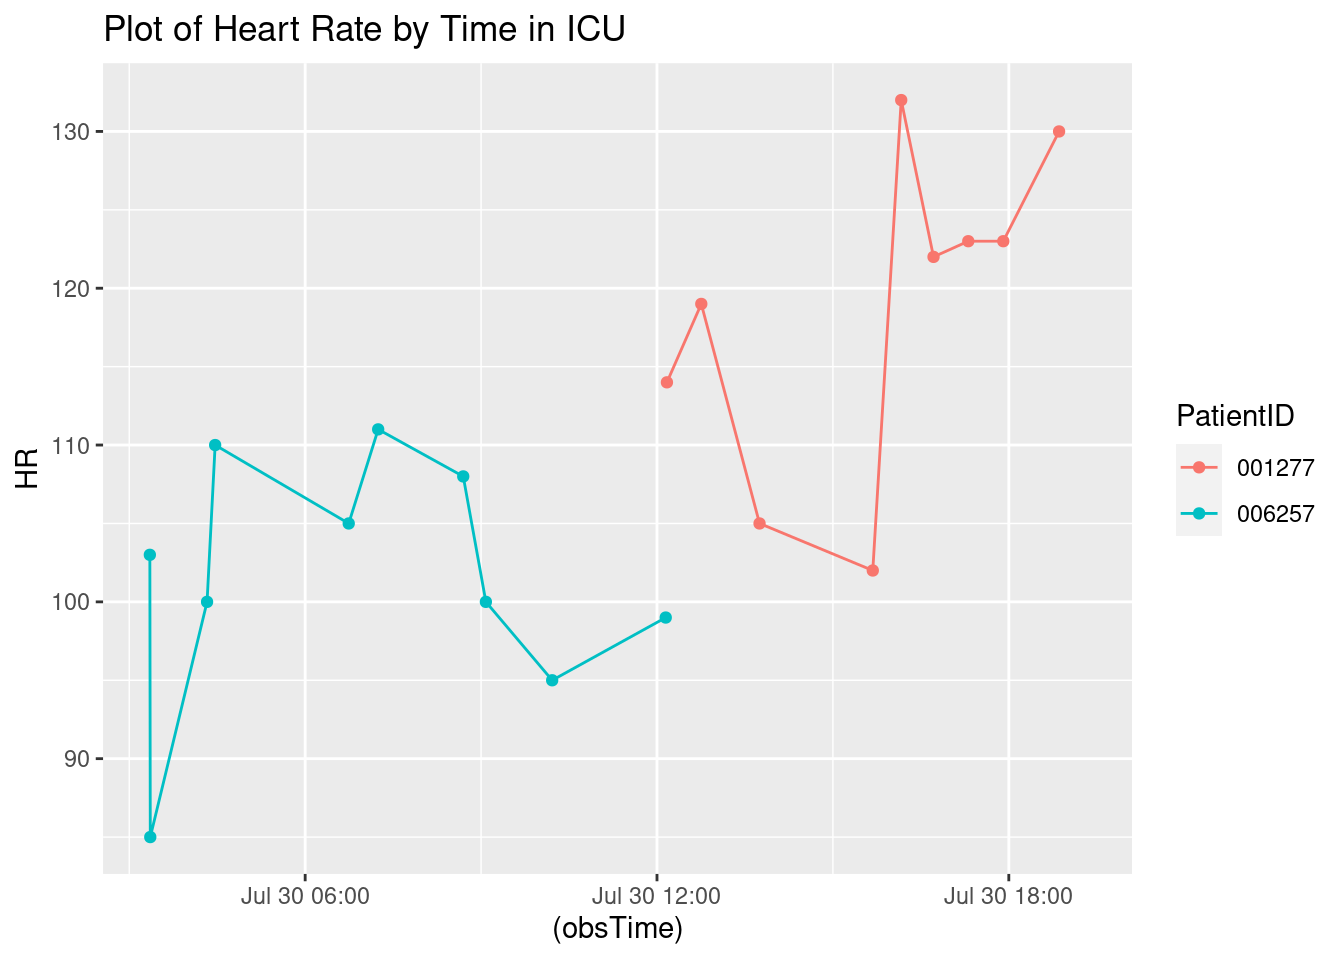 Plot of Heart Rate by Time in ICU
130
120
110
100
90
HR
Jul 30 06:00
Jul 30 12:00
Jul 30 18:00
(obsTime)
PatientID
001277
006257